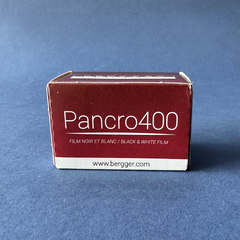 Pancro400
FILM NOIR ET BLANC / BLACK & WHITE FILM
www.bergger.com